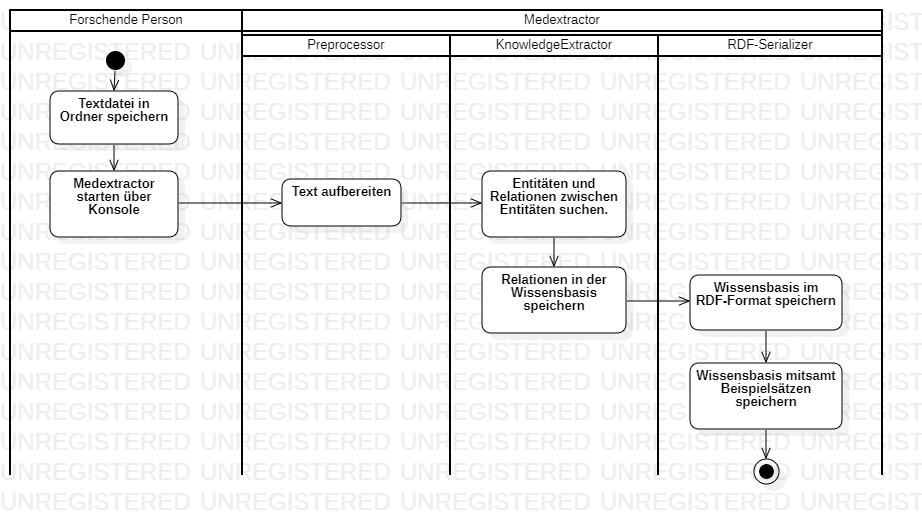 Forschende Person
Medextractor
Preprocessor
KnowledgeExtractor
RDF-Serializer
Textdatei in
Ordner speichern
Medextractor
starten über
Konsole
Text aufbereiten
Entitäten und
Relationen zwischen
Entitäten suchen.
Relationen in der
Wissensbasis
speichern
Wissensbasis im
RDF-Format speichern
Wissensbasis mitsamt
Beispielsätzen
speichern
UNREGISTERED UNREGISTERED UNREGISTERED UNREGISTERED